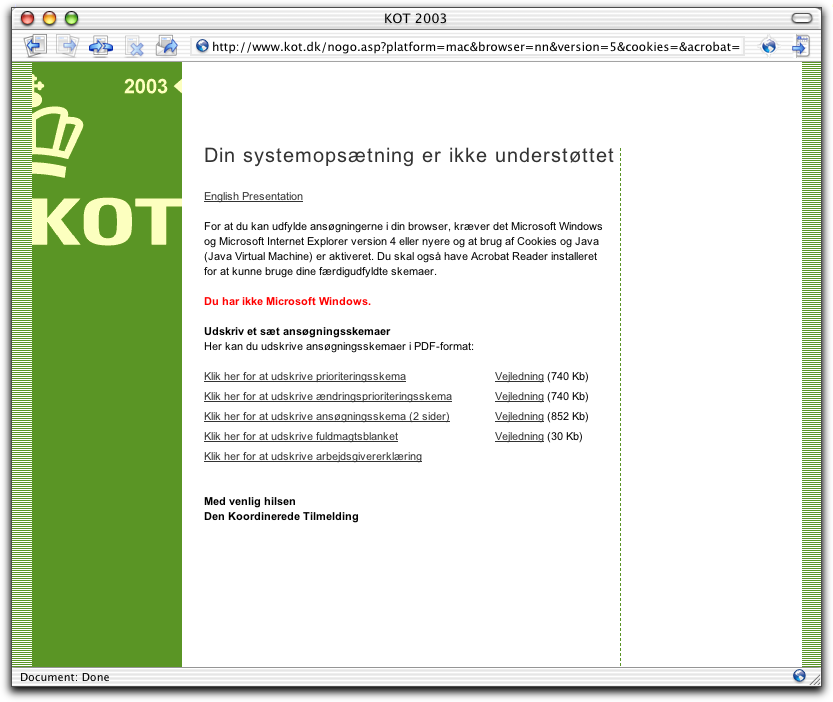 KOT 2003
http://www.kot.dk/nogo.asp?platform=mac&browser=nn&version=5&cookies=&acrobat=
2003
KOT
Din systemopsætning er ikke understøttet
English Presentation
For at du kan udfylde ansøgningerne i din browser, kræver det Microsoft Windows
og Microsoft Internet Explorer version 4 eller nyere og at brug af Cookies og Java
(Java Virtual Machine) er aktiveret. Du skal også have Acrobat Reader installeret
for at kunne bruge dine færdigudfyldte skemaer.
Du har ikke Microsoft Windows.
Udskriv et sæt ansøgningsskemaer
Her kan du udskrive ansøgningsskemaer i PDF-format:
Klik her for at udskrive prioriteringsskema Vejledning (740 Kb)
Klik her for at udskrive ændringsprioriteringsskema Vejledning (740 Kb)
Klik her for at udskrive ansøgningsskema (2 sider) Vejledning (852 Kb)
Klik her for at udskrive fuldmagtsblanket Vejledning (30 Kb)
Klik her for at udskrive arbejdsgivererklæring
Med venlig hilsen
Den Koordinerede Tilmelding
Document: Done